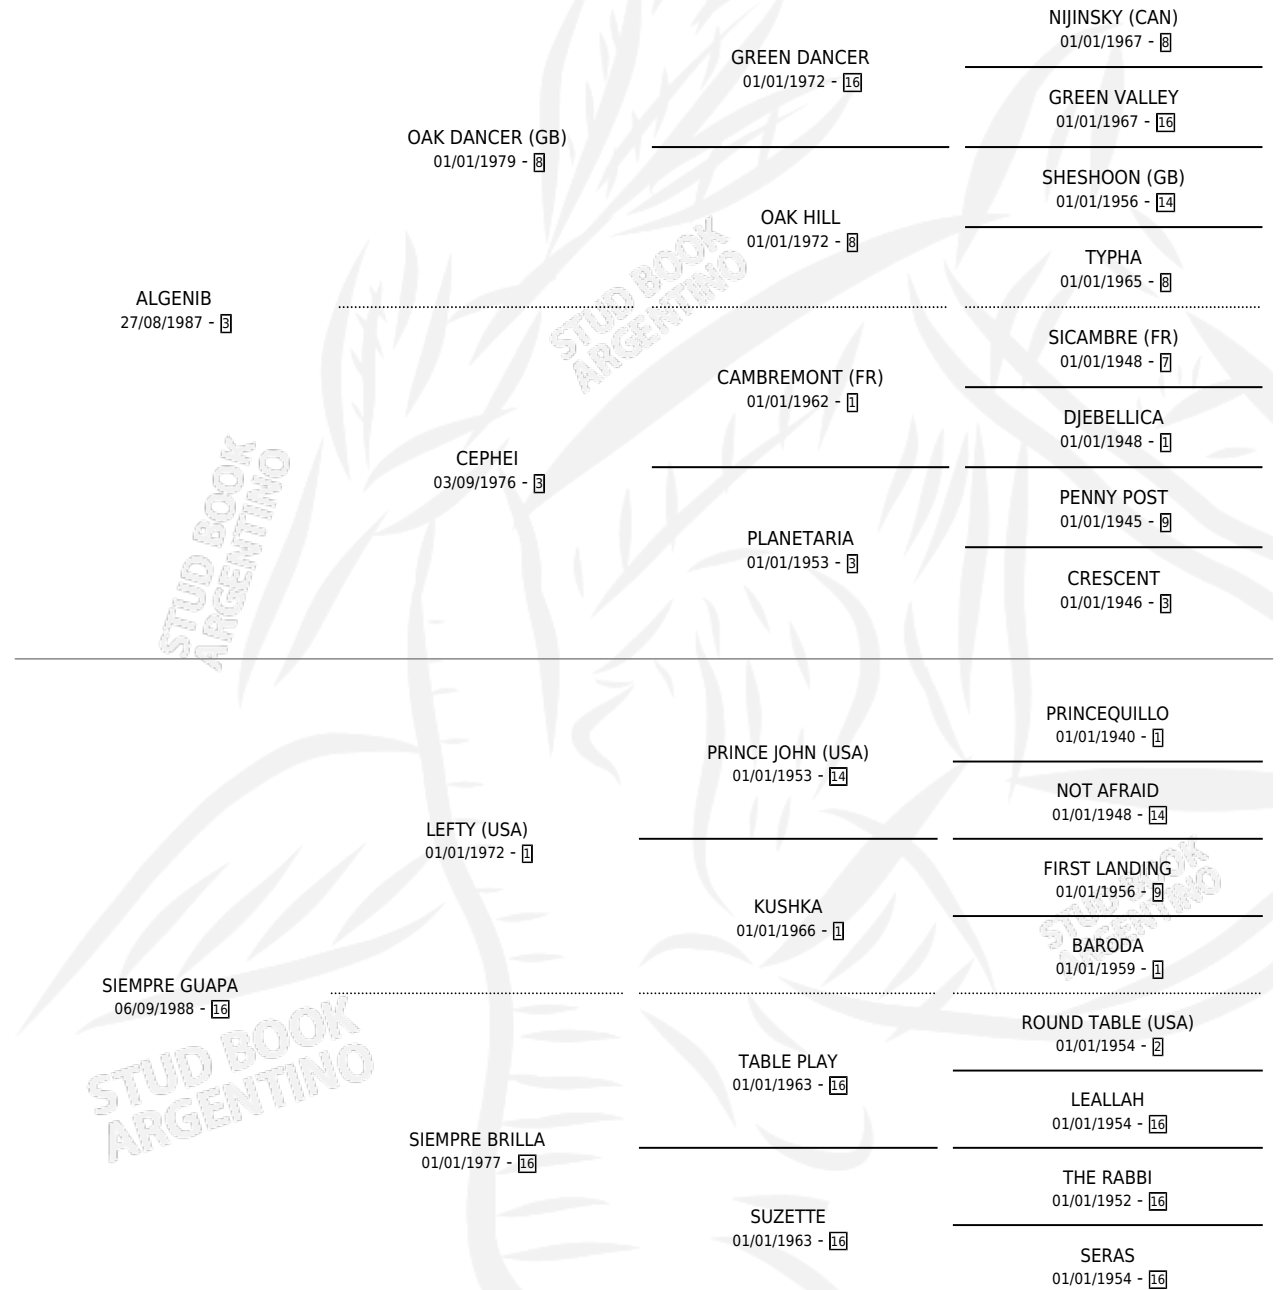 NIJINSKY (CAN)
01/01/1967 - 8
GREEN DANCER
01/01/1972 - 16
GREEN VALLEY
01/01/1967 - 16
OAK DANCER (GB)
01/01/1979 - 8
SHESHOON (GB)
01/01/1956 - 14
OAK HILL
01/01/1972 - 8
TYPHA
01/01/1965 - 8
ALGENIB
27/08/1987 - 3
SICAMBRE (FR)
01/01/1948 - 7
CAMBREMONT (FR)
01/01/1962 - 1
DJEBELLICA
01/01/1948 - 1
CEPHEI
03/09/1976 - 3
PENNY POST
01/01/1945 - 9
PLANETARIA
01/01/1953 - 3
CRESCENT
01/01/1946 - 3
PRINCEQUILLO
01/01/1940 - 1
PRINCE JOHN (USA)
01/01/1953 - 14
NOT AFRAID
01/01/1948 - 14
LEFTY (USA)
01/01/1972 - 1
FIRST LANDING
01/01/1956 - 9
KUSHKA
01/01/1966 - 1
BARODA
01/01/1959 - 1
SIEMPRE GUAPA
06/09/1988 - 16
ROUND TABLE (USA)
01/01/1954 - 2
TABLE PLAY
01/01/1963 - 16
LEALLAH
01/01/1954 - 16
SIEMPRE BRILLA
01/01/1977 - 16
THE RABBI
01/01/1952 - 16
SUZETTE
01/01/1963 - 16
SERAS
01/01/1954 - 16
STUD BOOK
ARGENTINO
STUD BOOK
ARGENTINO
STUD BOOK
ARGENTINO
STUD BOOK
ARGENTINO